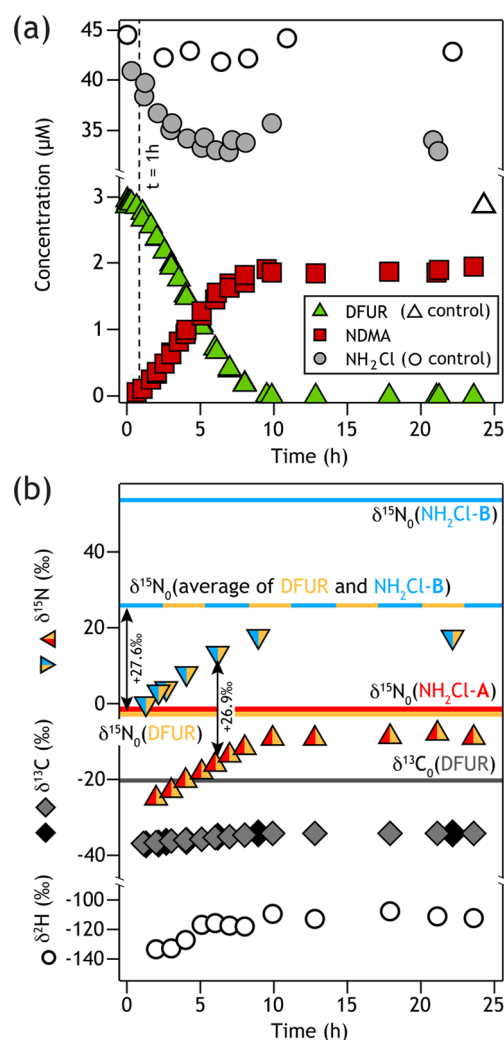 (a)
45
40
35
3
2
1
0
Concentration (μM)
t = 1h
DFUR (△ control)
NDMA
NH₂Cl (○ control)
0 5 10 15 20 25
Time (h)
(b)
δ¹⁵N₀(NH₂Cl-B)
40
δ¹⁵N₀(average of DFUR and NH₂Cl-B)
20
+27.6‰
+26.9‰
δ¹⁵N₀(NH₂Cl-A)
0
δ¹⁵N₀(DFUR)
δ¹³C₀(DFUR)
-20
-40
-100
-120
-140
δ¹⁵N (‰)
δ¹³C (‰)
δ²H (‰)
0 5 10 15 20 25
Time (h)